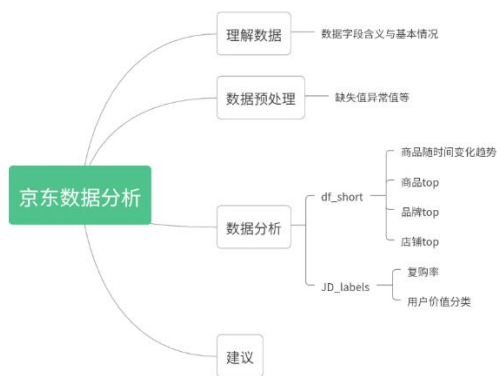 京东数据分析
理解数据
数据字段含义与基本情况
数据预处理
缺失值异常值等
数据分析
df_short
商品随时间变化趋势
商品top
品牌top
店铺top
JD_labels
复购率
用户价值分类
建议